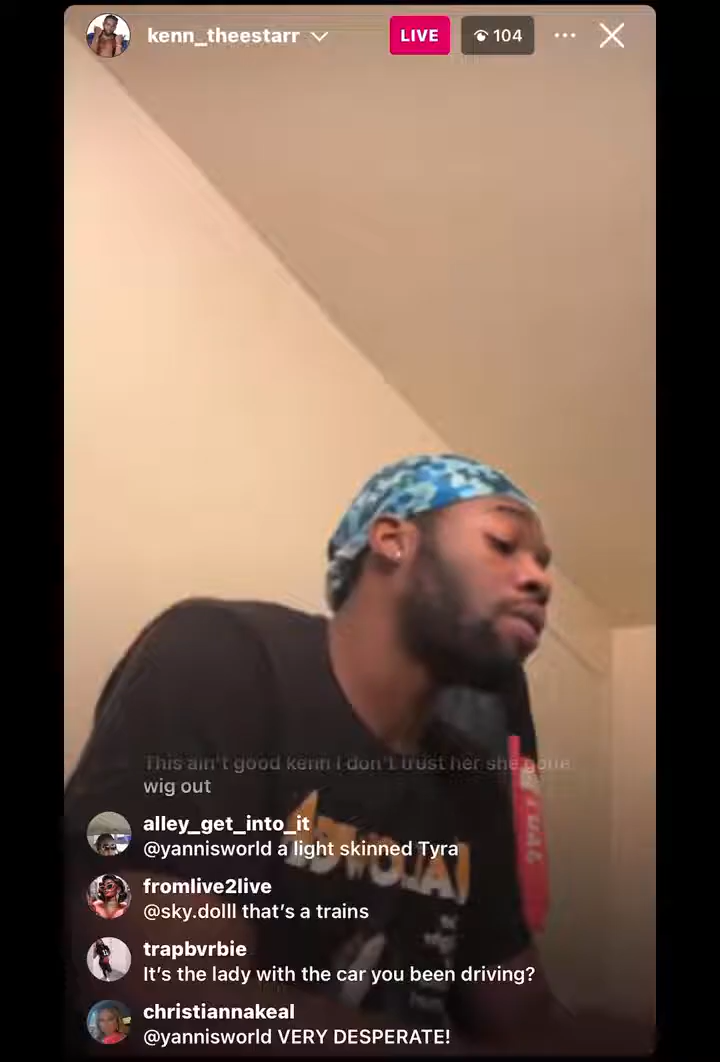 kenn_theestarr
LIVE
104
This ain't good kenn I don't trust her she gone
wig out
alley_get_into_it
@yannisworld a light skinned Tyra
fromlive2live
@sky.dolll that's a trains
trapbvrbie
It's the lady with the car you been driving?
christiannakeal
@yannisworld VERY DESPERATE!